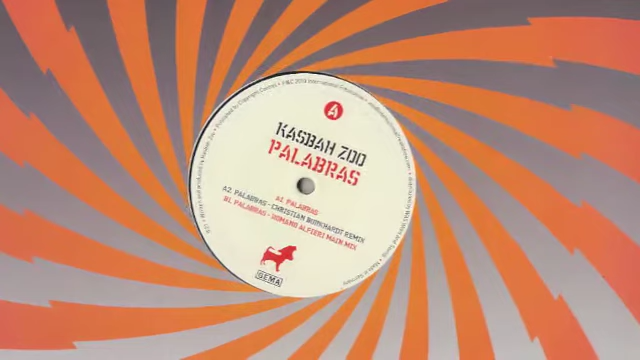 A
KASBAH ZOO
PALABRAS
A1. PALABRAS
A2. PALABRAS - CHRISTIAN BURKHARDT REMIX
B1. PALABRAS - ROMANO ALFIERI MAIN MIX
GEMA